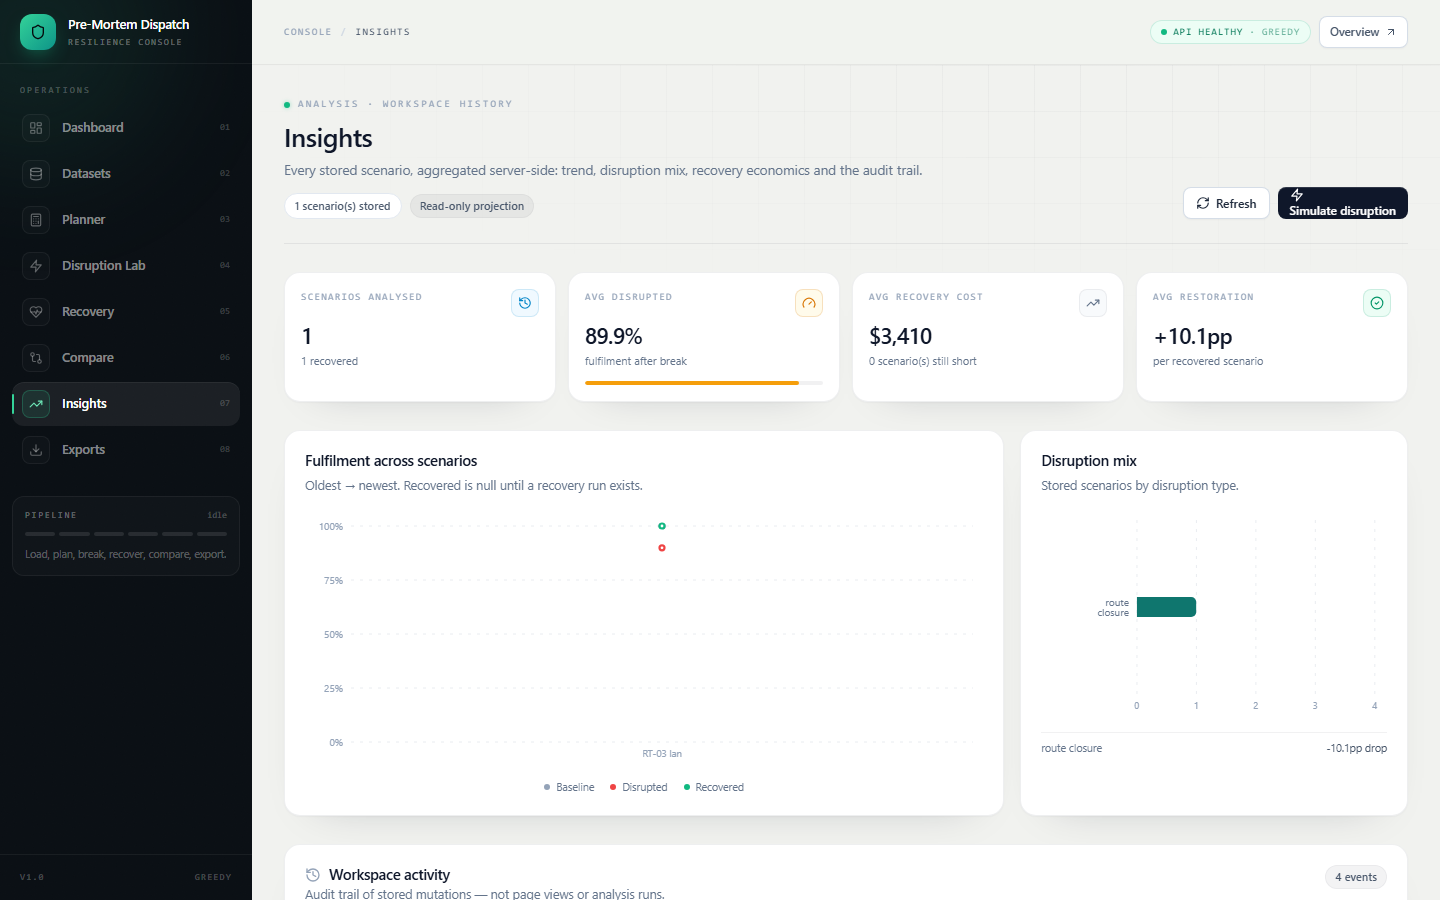 Pre-Mortem Dispatch
RESILIENCE CONSOLE
OPERATIONS
Dashboard 01
Datasets 02
Planner 03
Disruption Lab 04
Recovery 05
Compare 06
Insights 07
Exports 08
PIPELINE idle
Load, plan, break, recover, compare, export.
V1.0 GREEDY
CONSOLE / INSIGHTS
API HEALTHY · GREEDY
Overview
ANALYSIS · WORKSPACE HISTORY
Insights
Every stored scenario, aggregated server-side: trend, disruption mix, recovery economics and the audit trail.
1 scenario(s) stored
Read-only projection
Refresh
Simulate disruption
SCENARIOS ANALYSED
1
1 recovered
AVG DISRUPTED
89.9%
fulfilment after break
AVG RECOVERY COST
$3,410
0 scenario(s) still short
AVG RESTORATION
+10.1pp
per recovered scenario
Fulfilment across scenarios
Oldest → newest. Recovered is null until a recovery run exists.
100%
75%
50%
25%
0%
RT-03 lan
Baseline Disrupted Recovered
Disruption mix
Stored scenarios by disruption type.
route
closure
0 1 2 3 4
route closure -10.1pp drop
Workspace activity
4 events
Audit trail of stored mutations — not page views or analysis runs.